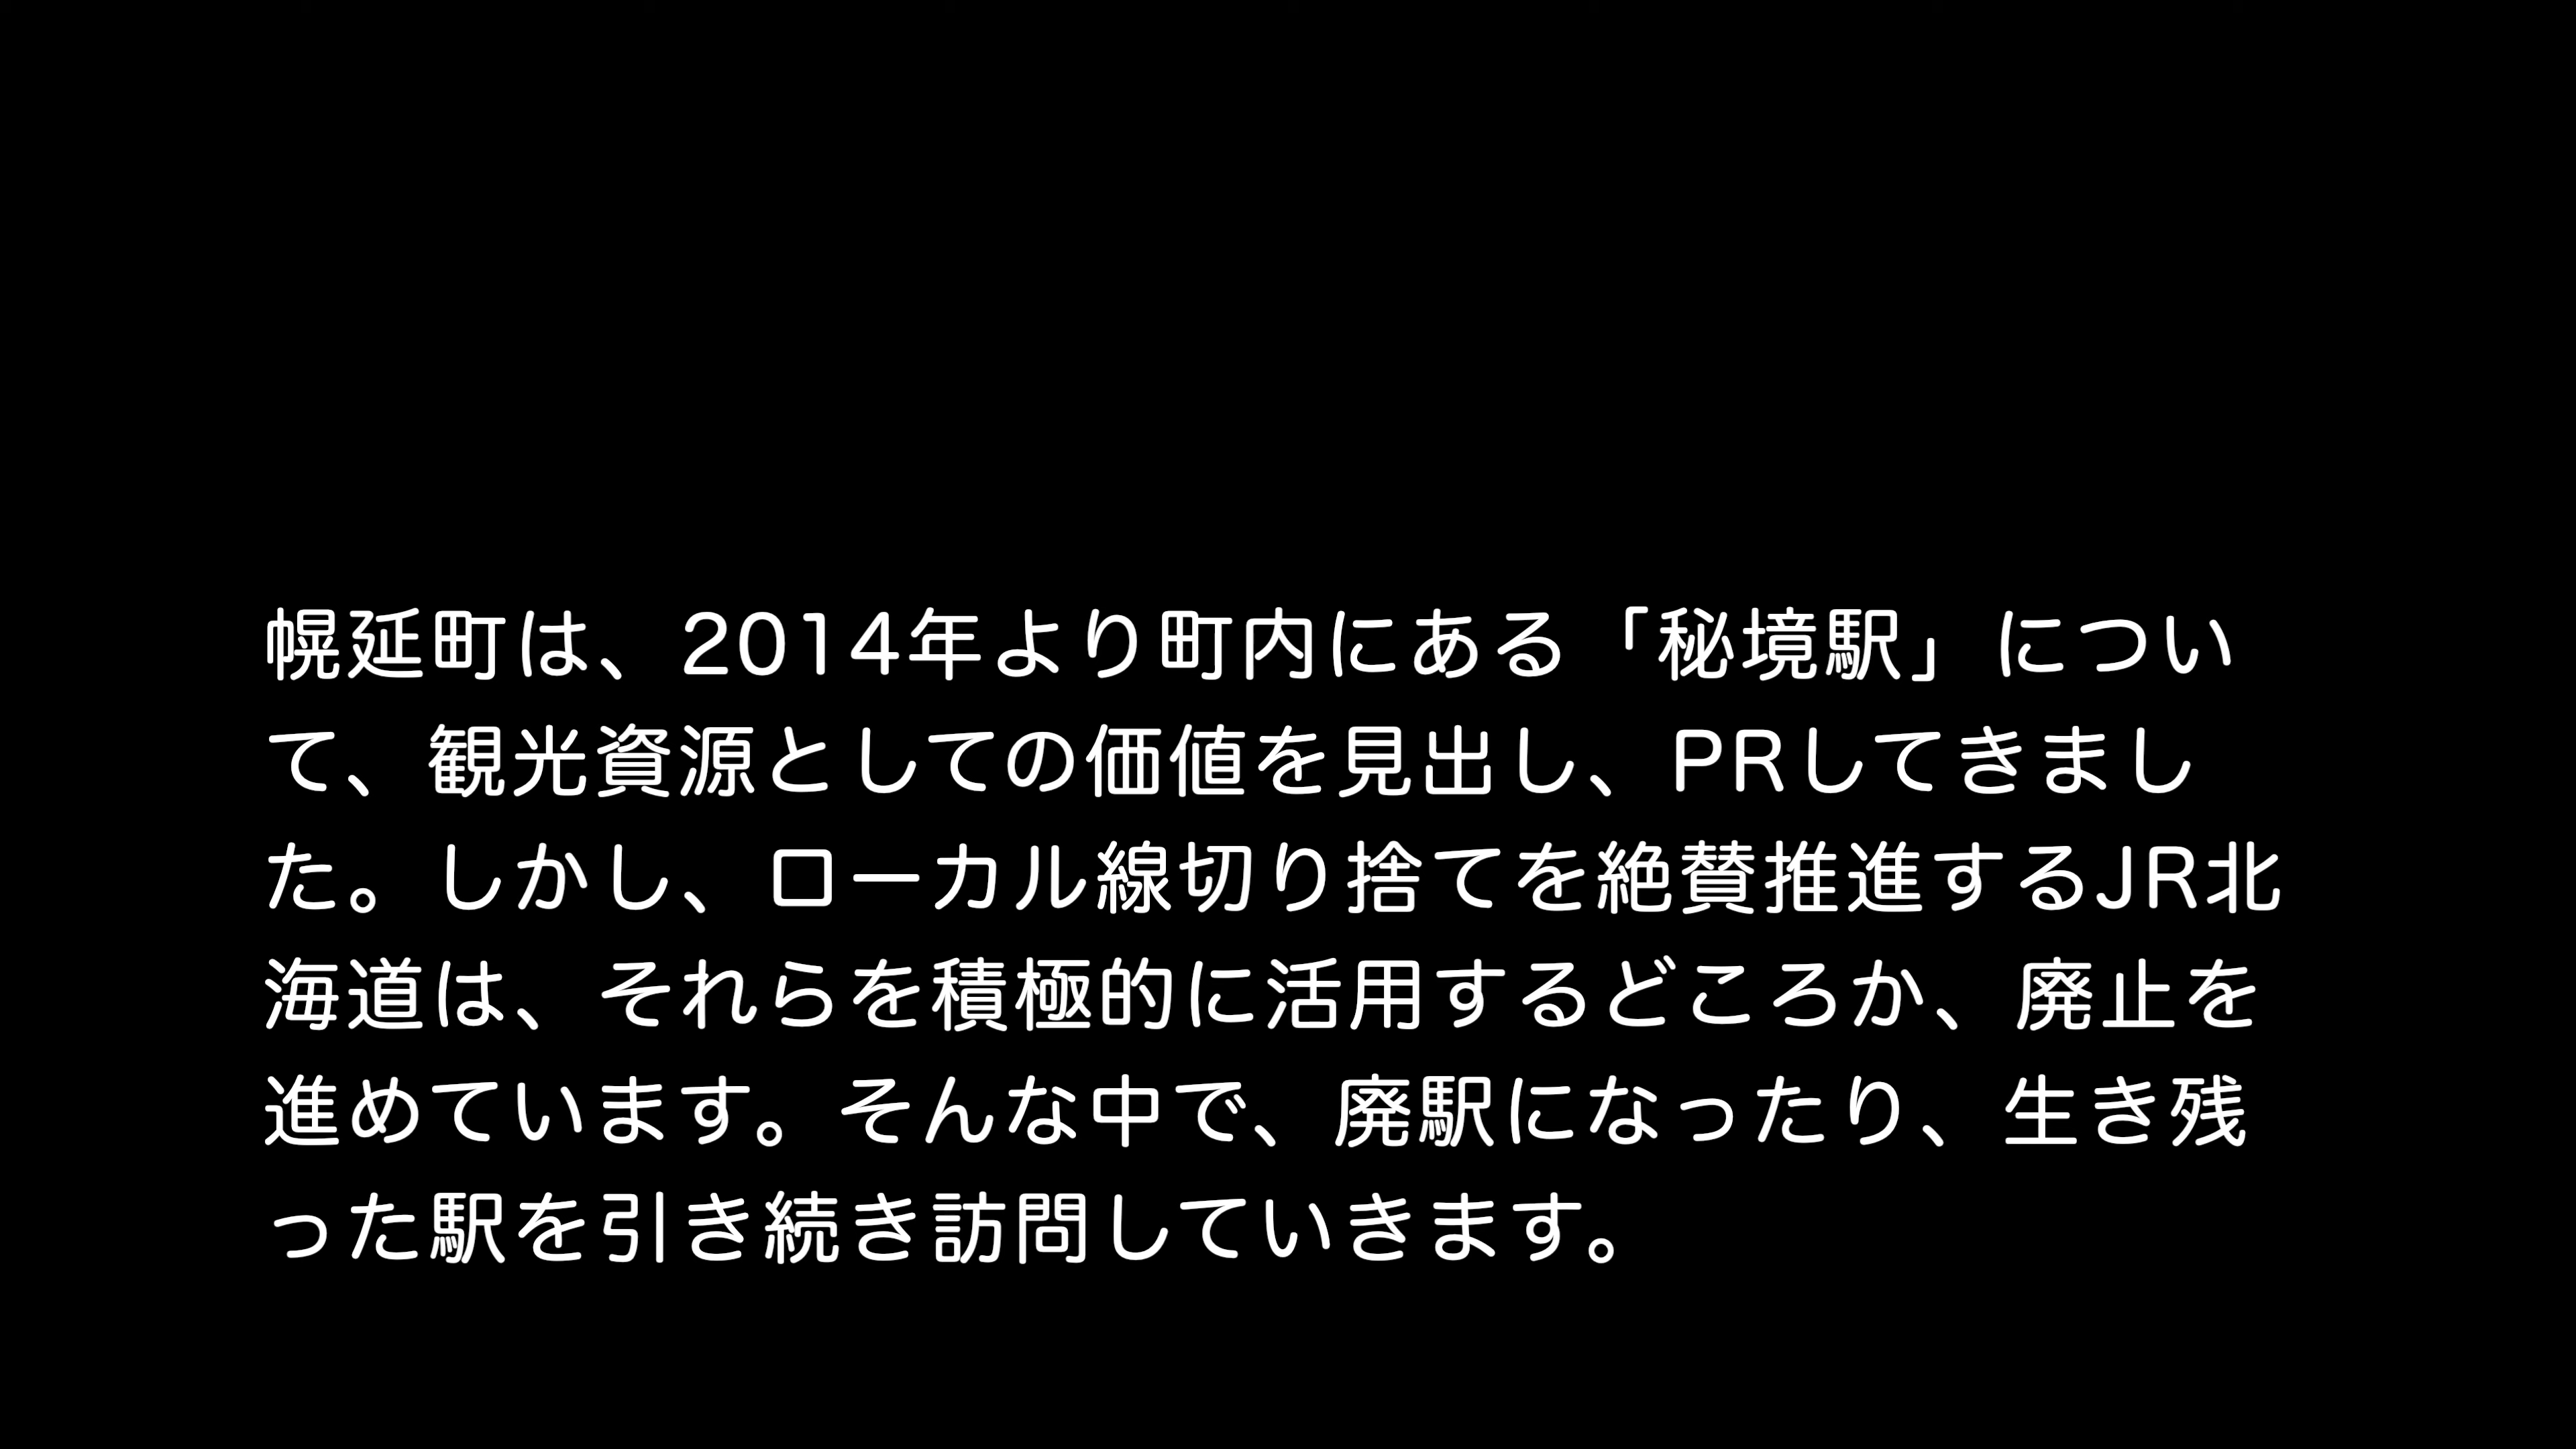 幌延町は、2014年より町内にある「秘境駅」につい
て、観光資源としての価値を見出し、PRしてきまし
た。しかし、ローカル線切り捨てを絶賛推進するJR北
海道は、それらを積極的に活用するどころか、廃止を
進めています。そんな中で、廃駅になったり、生き残
った駅を引き続き訪問していきます。